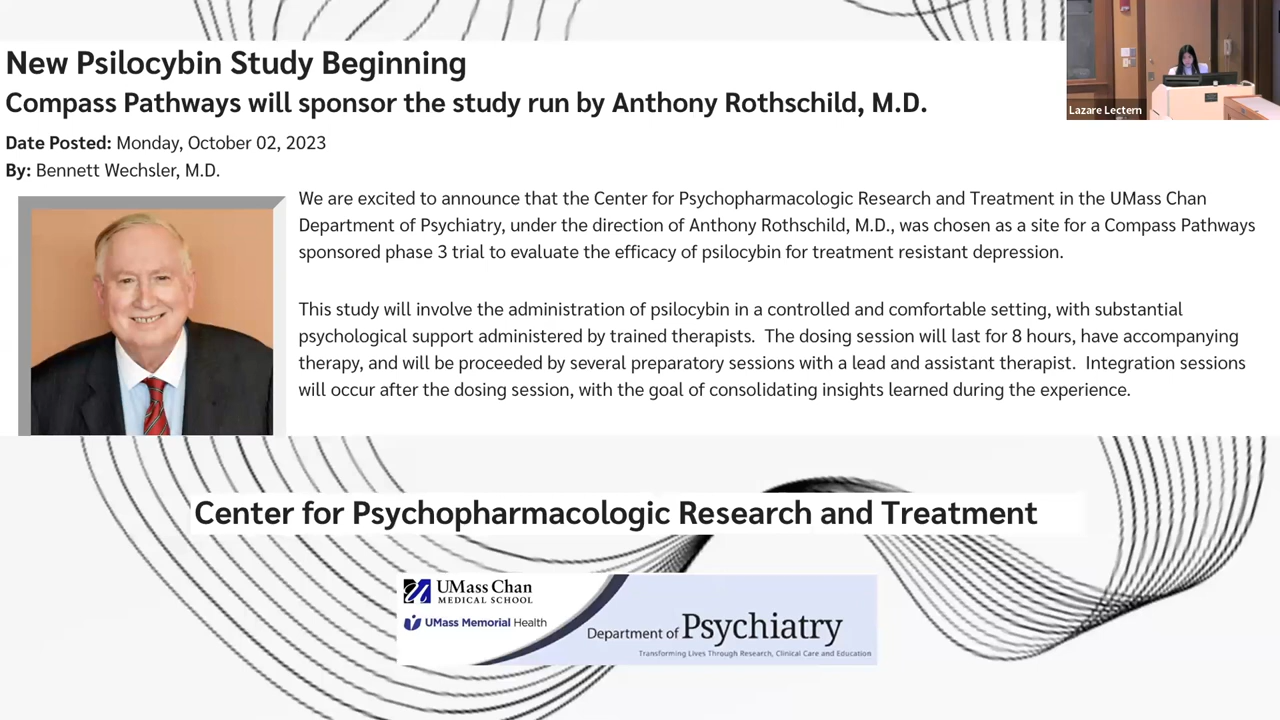 New Psilocybin Study Beginning
Compass Pathways will sponsor the study run by Anthony Rothschild, M.D.
Lazare Lectern
Date Posted: Monday, October 02, 2023
By: Bennett Wechsler, M.D.
We are excited to announce that the Center for Psychopharmacologic Research and Treatment in the UMass Chan
Department of Psychiatry, under the direction of Anthony Rothschild, M.D., was chosen as a site for a Compass Pathways
sponsored phase 3 trial to evaluate the efficacy of psilocybin for treatment resistant depression.
This study will involve the administration of psilocybin in a controlled and comfortable setting, with substantial
psychological support administered by trained therapists. The dosing session will last for 8 hours, have accompanying
therapy, and will be proceeded by several preparatory sessions with a lead and assistant therapist. Integration sessions
will occur after the dosing session, with the goal of consolidating insights learned during the experience.
Center for Psychopharmacologic Research and Treatment
UMass Chan
MEDICAL SCHOOL
UMass Memorial Health
Department of Psychiatry
Transforming Lives Through Research, Clinical Care and Education